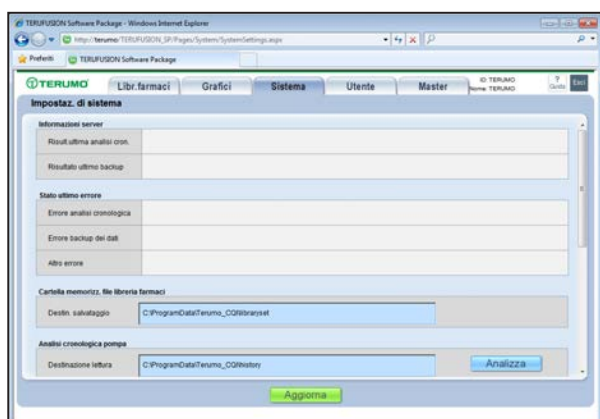 TERUFUSION Software Package - Windows Internet Explorer
http://terumo/TERUFUSION_SP/Pages/System/SystemSettings.aspx
Preferiti TERUFUSION Software Package
TERUMO Libr.farmaci Grafici Sistema Utente Master ID: TERUMO Nome: TERUMO ? Guida Esci
Impostaz. di sistema
Informazioni server
Risult.ultima analisi cron.
Risultato ultimo backup
Stato ultimo errore
Errore analisi cronologica
Errore backup dei dati
Altro errore
Cartella memorizz. file libreria farmaci
Destin. salvataggio C:\ProgramData\Terumo_CQI\libraryset
Analisi cronologica pompa
Destinazione lettura C:\ProgramData\Terumo_CQI\history Analizza
Aggiorna